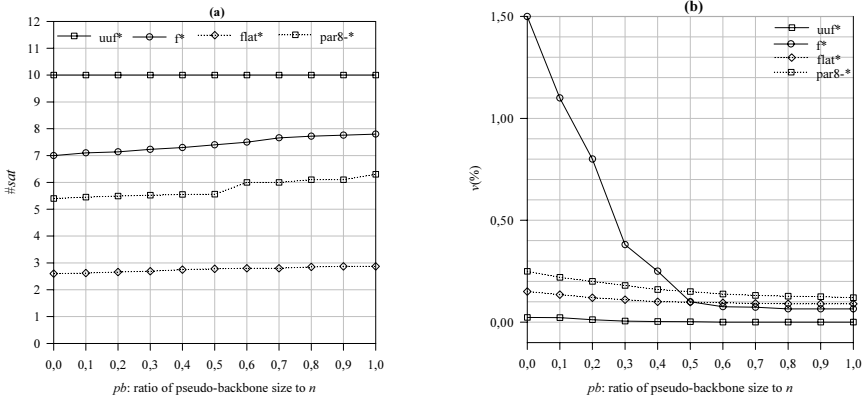 (a)
12
11
10
9
8
7
6
5
4
3
2
1
0
#sat
uuf* f* flat* par8-*
0,0 0,1 0,2 0,3 0,4 0,5 0,6 0,7 0,8 0,9 1,0
pb: ratio of pseudo-backbone size to n
(b)
1,50
1,00
0,50
0,00
v(%)
uuf*
f*
flat*
par8-*
0,0 0,1 0,2 0,3 0,4 0,5 0,6 0,7 0,8 0,9 1,0
pb: ratio of pseudo-backbone size to n